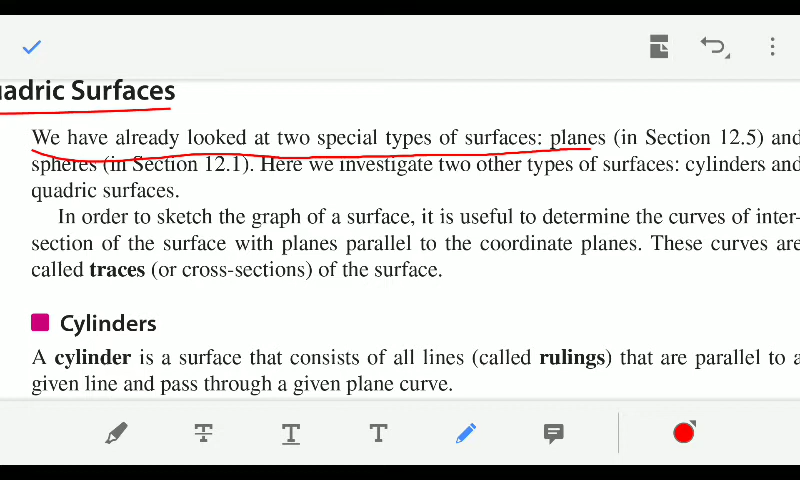 uadric Surfaces
We have already looked at two special types of surfaces: planes (in Section 12.5) and
spheres (in Section 12.1). Here we investigate two other types of surfaces: cylinders and
quadric surfaces.
In order to sketch the graph of a surface, it is useful to determine the curves of inter-
section of the surface with planes parallel to the coordinate planes. These curves are
called traces (or cross-sections) of the surface.
Cylinders
A cylinder is a surface that consists of all lines (called rulings) that are parallel to a
given line and pass through a given plane curve.
T T T